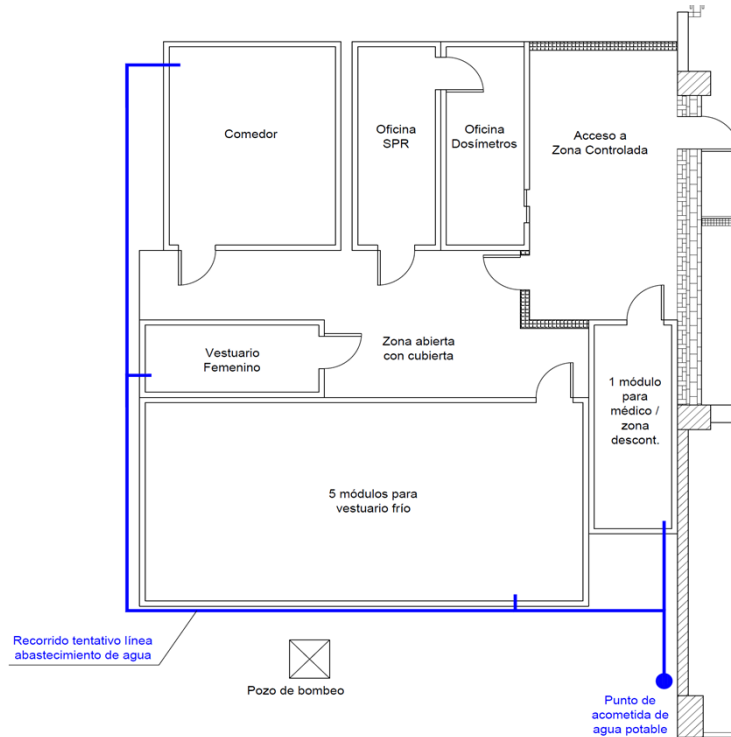 Comedor
Oficina
SPR
Oficina
Dosímetros
Acceso a
Zona Controlada
Vestuario
Femenino
Zona abierta
con cubierta
1 módulo
para
médico /
zona
descont.
5 módulos para
vestuario frío
Recorrido tentativo línea
abastecimiento de agua
Pozo de bombeo
Punto de
acometida de
agua potable